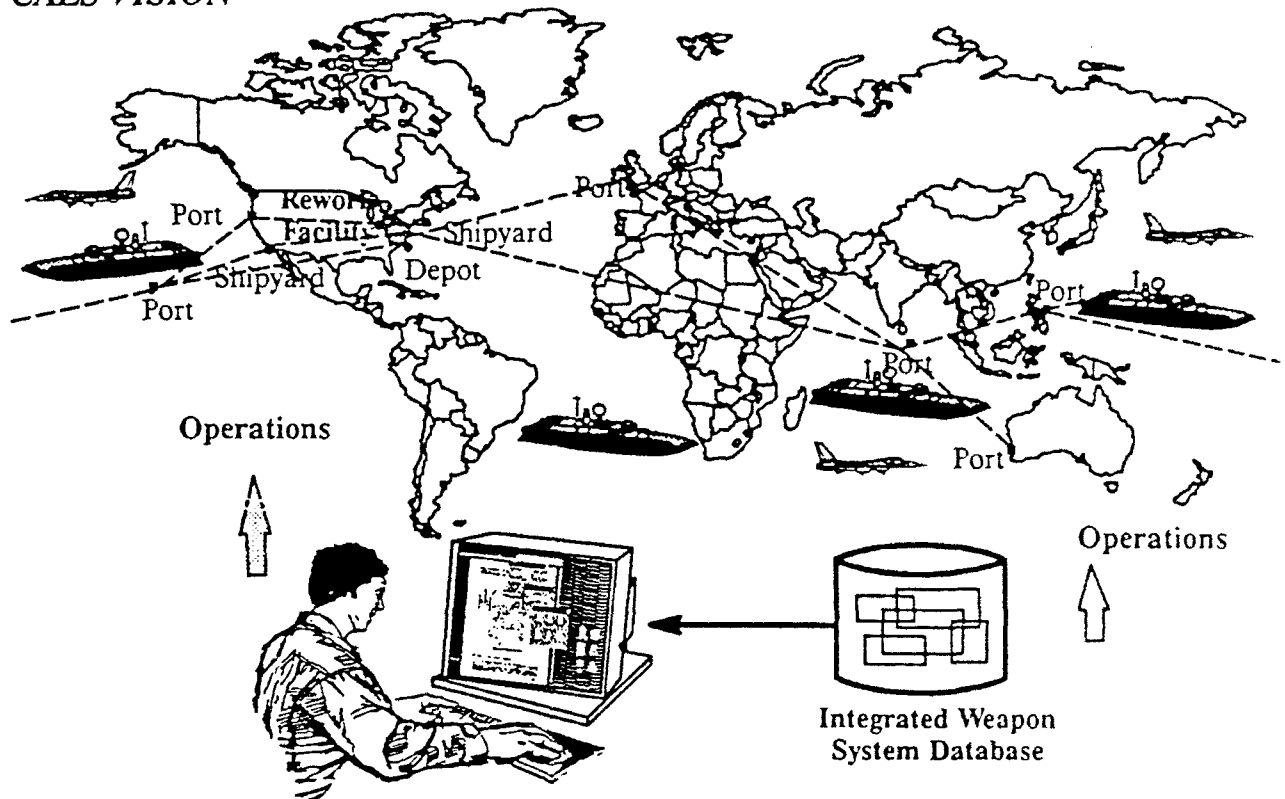 CALS VISION
Port
Rework
Facility
Port
Shipyard
Shipyard
Depot
Port
Port
Port
Port
Operations
Operations
Integrated Weapon
System Database